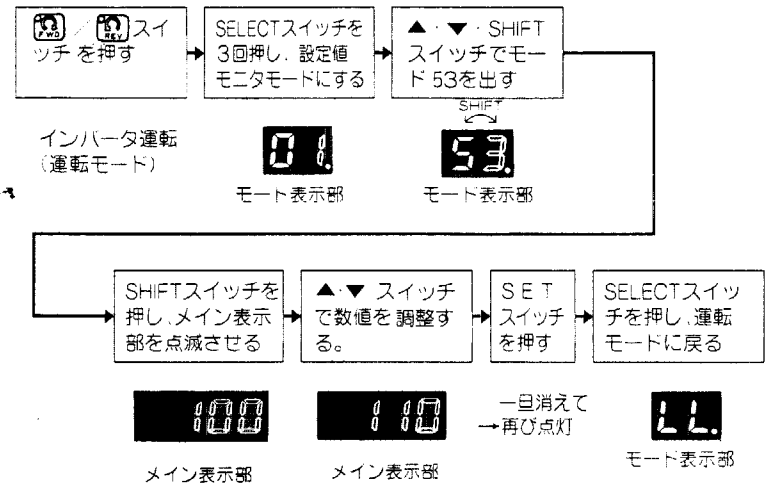 FWD / REV スイ
ッチを押す
SELECTスイッチを
3回押し、設定値
モニタモードにする
▲・▼・SHIFT
スイッチでモー
ド53を出す
インバータ運転
(運転モード)
01.
モード表示部
SHIFT
53.
モード表示部
SHIFTスイッチを
押し、メイン表示
部を点滅させる
▲・▼ スイッチ
で数値を調整す
る。
SET
スイッチ
を押す
SELECTスイッ
チを押し、運転
モードに戻る
100
メイン表示部
110
メイン表示部
一旦消えて
→再び点灯
LL.
モード表示部